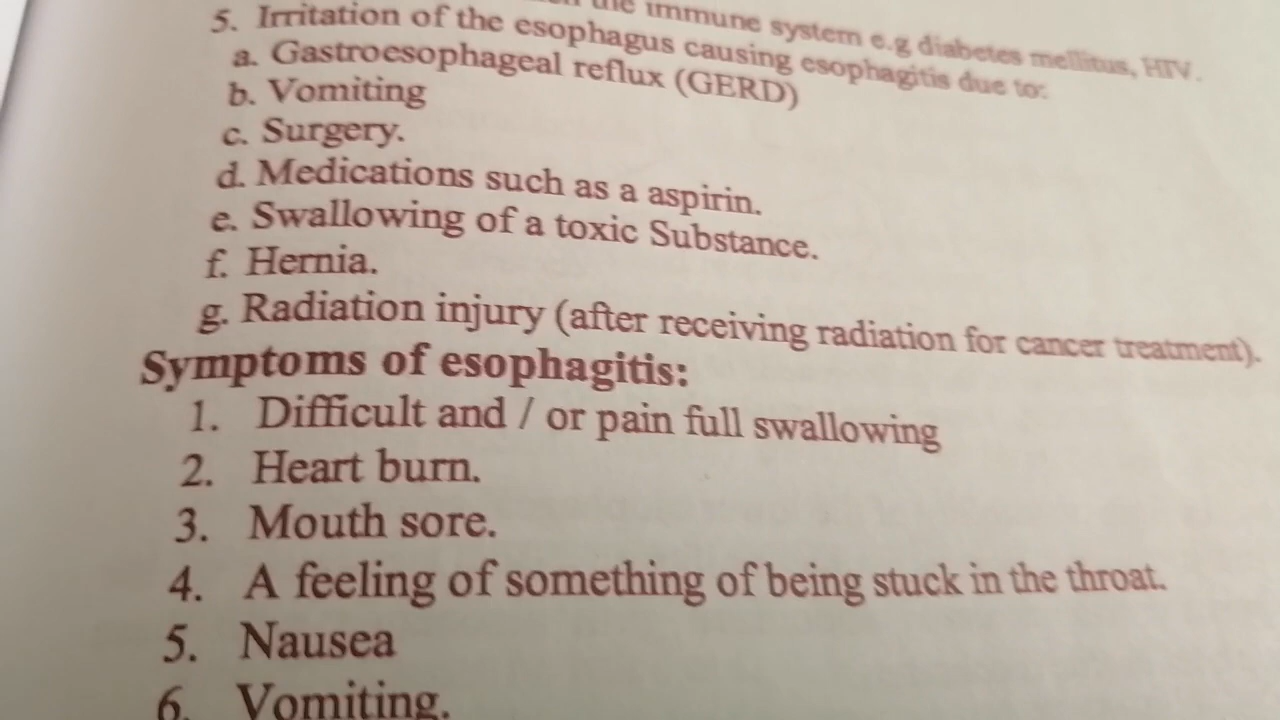 the immune system e.g diabetes mellitus, HIV.
5. Irritation of the esophagus causing esophagitis due to:
a. Gastroesophageal reflux (GERD)
b. Vomiting
c. Surgery.
d. Medications such as a aspirin.
e. Swallowing of a toxic Substance.
f. Hernia.
g. Radiation injury (after receiving radiation for cancer treatment).
Symptoms of esophagitis:
1. Difficult and / or pain full swallowing
2. Heart burn.
3. Mouth sore.
4. A feeling of something of being stuck in the throat.
5. Nausea
6. Vomiting.